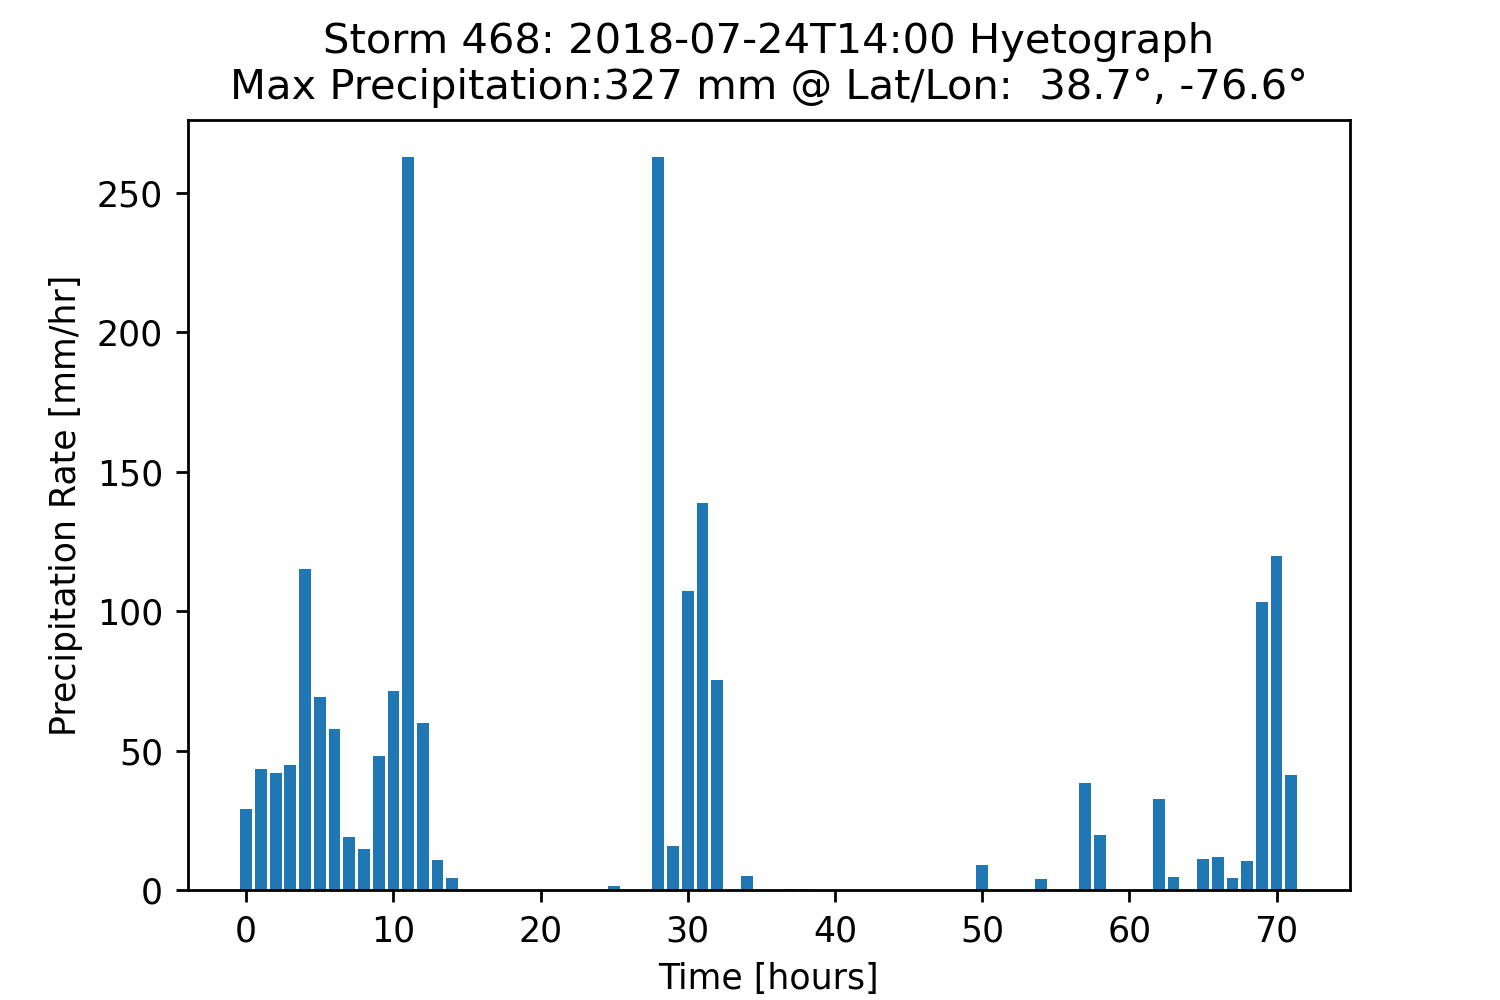 Storm 468: 2018-07-24T14:00 Hyetograph
Max Precipitation:327 mm @ Lat/Lon:  38.7°, -76.6°
250
200
150
100
50
0
Precipitation Rate [mm/hr]
0 10 20 30 40 50 60 70
Time [hours]